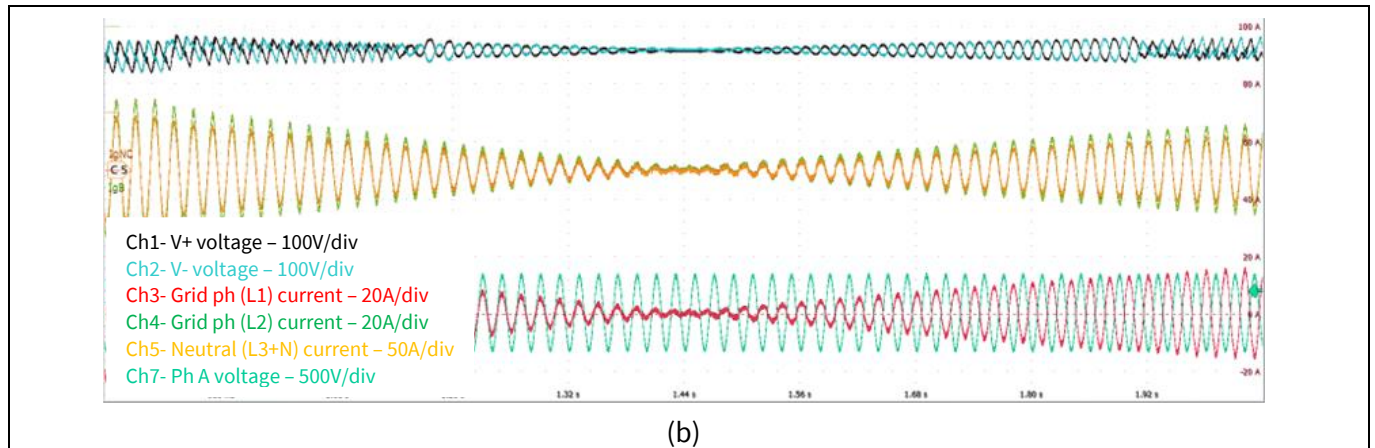 100 A
80 A
C 5
60 A
40 A
Ch1- V+ voltage – 100V/div
Ch2- V- voltage – 100V/div
Ch3- Grid ph (L1) current – 20A/div
Ch4- Grid ph (L2) current – 20A/div
Ch5- Neutral (L3+N) current – 50A/div
Ch7- Ph A voltage – 500V/div
20 A
0 A
-20 A
1.32 s 1.44 s 1.56 s 1.68 s 1.80 s 1.92 s
(b)